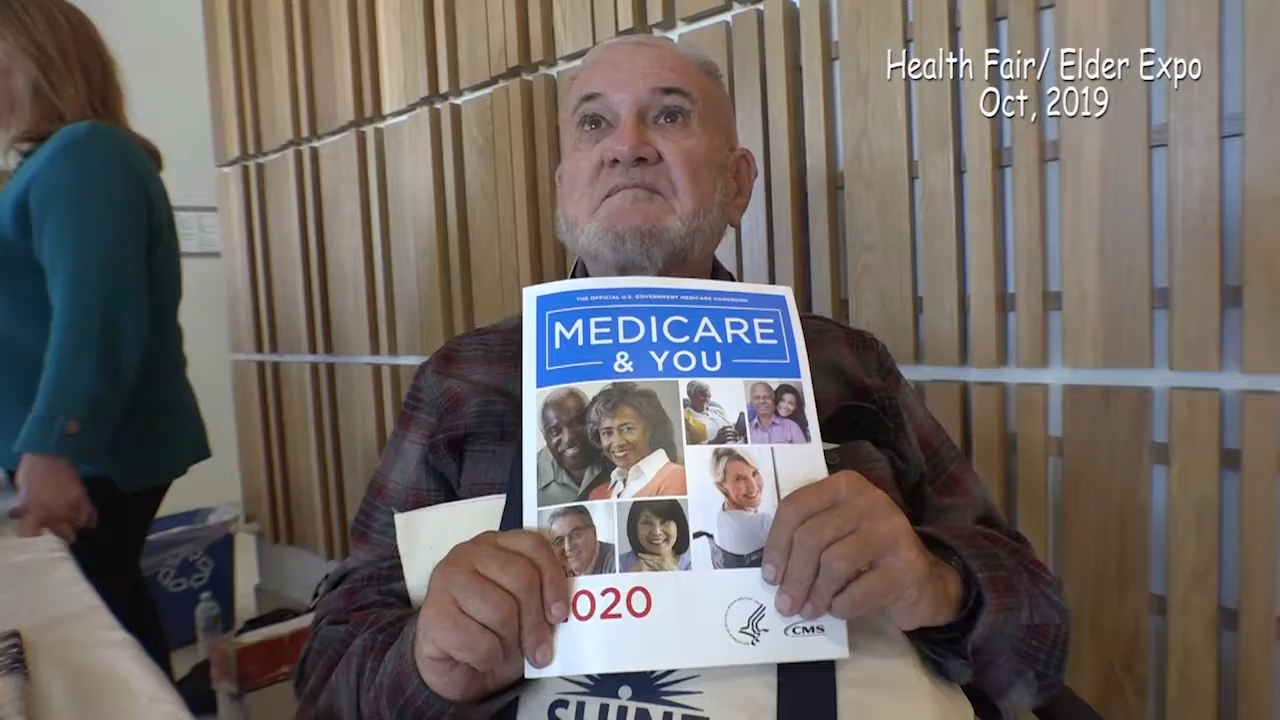 Health Fair/ Elder Expo
Oct, 2019
THE OFFICIAL U.S. GOVERNMENT MEDICARE HANDBOOK
MEDICARE
& YOU
2020
CMS
SHINE